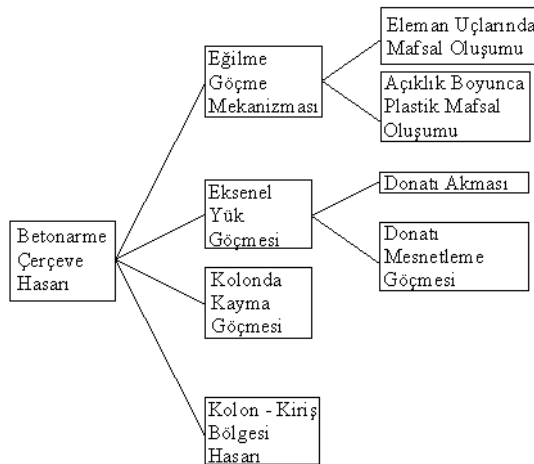 Betonarme
Çerçeve
Hasarı
Eğilme
Göçme
Mekanizması
Eleman Uçlarında
Mafsal Oluşumu
Açıklık Boyunca
Plastik Mafsal
Oluşumu
Eksenel
Yük
Göçmesi
Donatı Akması
Donatı
Mesnetleme
Göçmesi
Kolonda
Kayma
Göçmesi
Kolon - Kiriş
Bölgesi
Hasarı